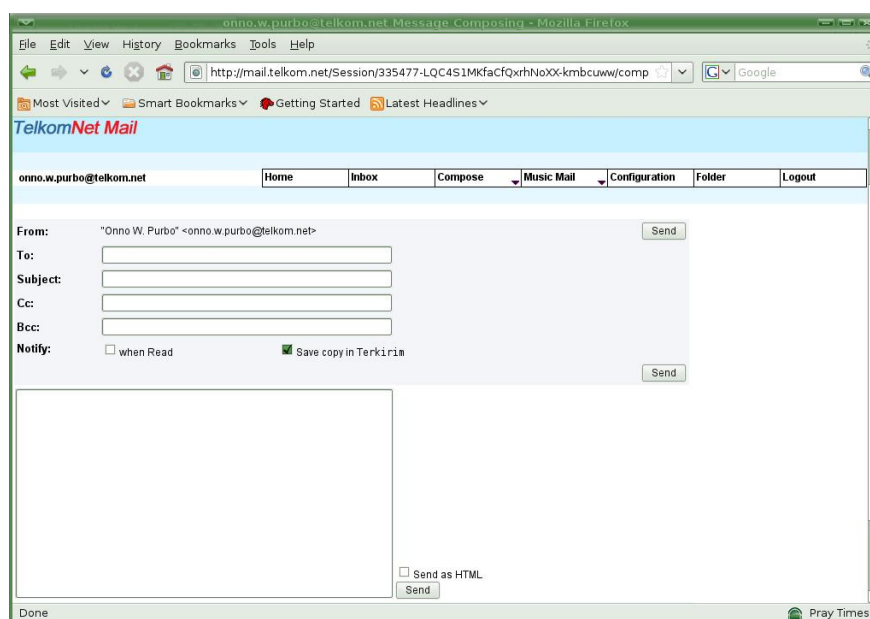 onno.w.purbo@telkom.net Message Composing - Mozilla Firefox
File Edit View History Bookmarks Tools Help
http://mail.telkom.net/Session/335477-LQC4S1MKfaCfQxrhNoXX-kmbcuww/comp
Google
Most Visited Smart Bookmarks Getting Started Latest Headlines
TelkomNet Mail
onno.w.purbo@telkom.net Home Inbox Compose Music Mail Configuration Folder Logout
From: "Onno W. Purbo" <onno.w.purbo@telkom.net> Send
To:
Subject:
Cc:
Bcc:
Notify: when Read Save copy in Terkirim
Send
Send as HTML
Send
Done Pray Times